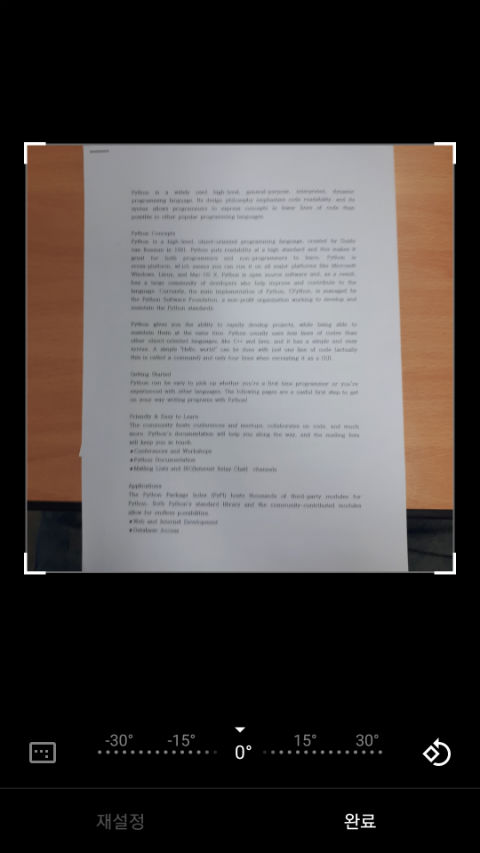 Python is a widely used high-level, general-purpose, interpreted, dynamic
programming language. Its design philosophy emphasizes code readability, and its
syntax allows programmers to express concepts in fewer lines of code than
possible in other popular programming languages.
Python Concepts
Python is a high-level, object-oriented programming language, created by Guido
van Rossum in 1991. Python puts readability at a high standard and this makes it
great for both programmers and non-programmers to learn. Python is
cross-platform, which means you can run it on all major platforms like Microsoft
Windows, Linux, and Mac OS X. Python is open source software and, as a result,
has a large community of developers who help improve and contribute to the
language. Currently, the main implementation of Python, CPython, is managed by
the Python Software Foundation, a non-profit organization working to develop and
maintain the Python standards.
Python gives you the ability to rapidly develop projects, while being able to
maintain them at the same time. Python usually uses less lines of codes than
other object-oriented languages, like C++ and Java, and it has a simple and easy
syntax. A simple "Hello, world" can be done with just one line of code (actually
this is called a command) and only four lines when recreating it as a GUI.
Getting Started
Python can be easy to pick up whether you're a first time programmer or you're
experienced with other languages. The following pages are a useful first step to get
on your way writing programs with Python!
Friendly & Easy to Learn
The community hosts conferences and meetups, collaborates on code, and much
more. Python's documentation will help you along the way, and the mailing lists
will keep you in touch.
●Conferences and Workshops
●Python Documentation
●Mailing Lists and IRC(Internet Relay Chat) channels
Applications
The Python Package Index (PyPI) hosts thousands of third-party modules for
Python. Both Python's standard library and the community-contributed modules
allow for endless possibilities.
●Web and Internet Development
●Database Access
-30° -15° 0° 15° 30°
재설정 완료